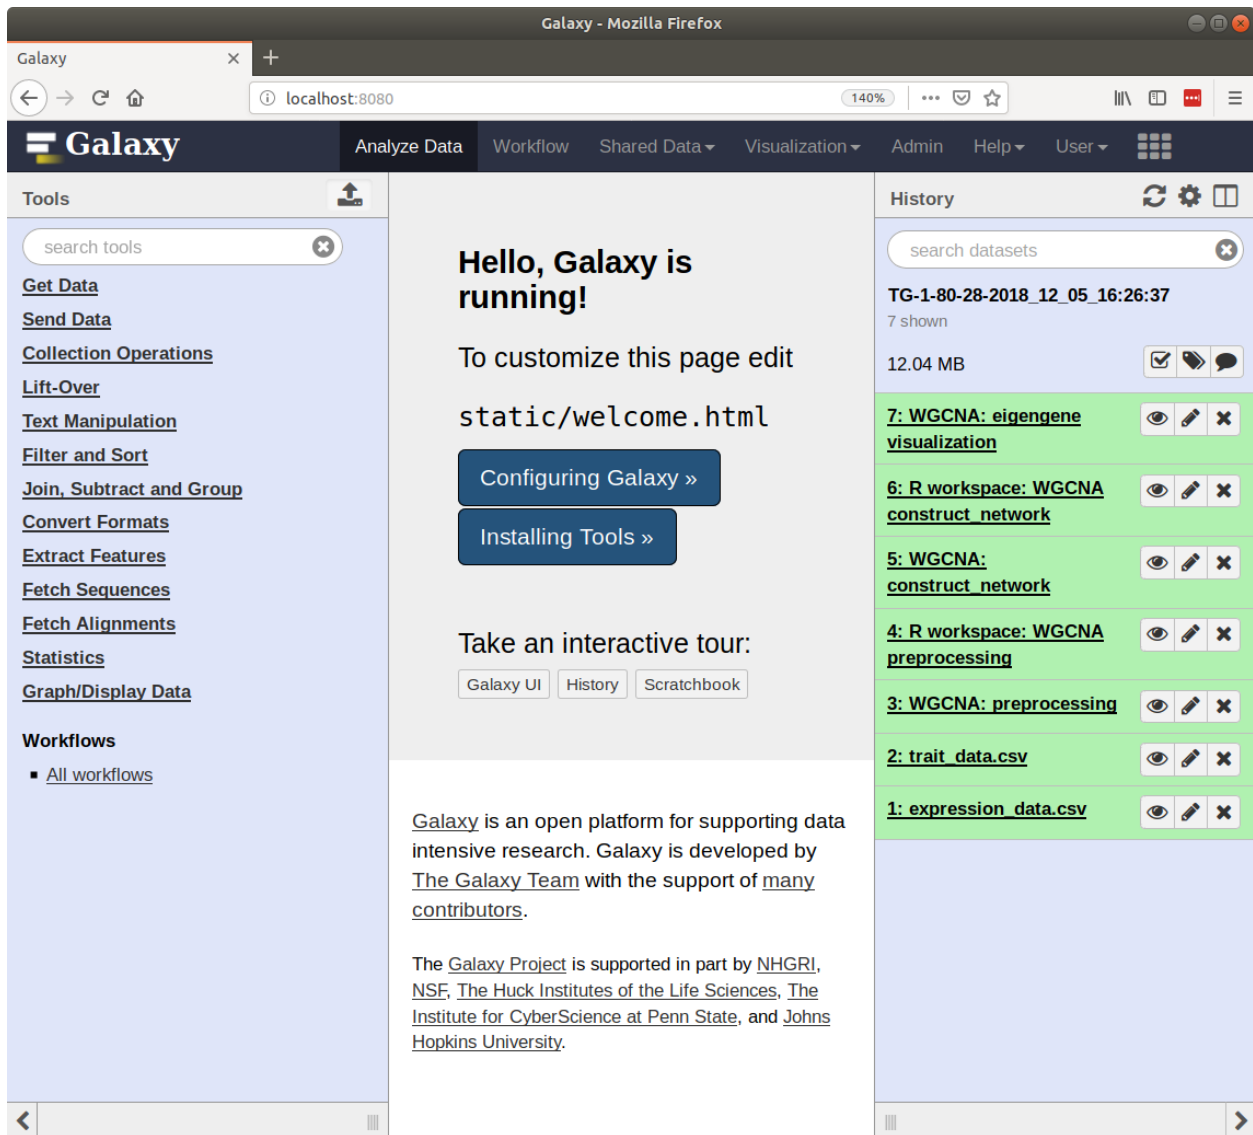 Galaxy - Mozilla Firefox
Galaxy
localhost:8080
140%
Galaxy
Analyze Data
Workflow
Shared Data
Visualization
Admin
Help
User
Tools
search tools
Get Data
Send Data
Collection Operations
Lift-Over
Text Manipulation
Filter and Sort
Join, Subtract and Group
Convert Formats
Extract Features
Fetch Sequences
Fetch Alignments
Statistics
Graph/Display Data
Workflows
All workflows
Hello, Galaxy is
running!
To customize this page edit
static/welcome.html
Configuring Galaxy »
Installing Tools »
Take an interactive tour:
Galaxy UI
History
Scratchbook
Galaxy is an open platform for supporting data
intensive research. Galaxy is developed by
The Galaxy Team with the support of many
contributors.
The Galaxy Project is supported in part by NHGRI,
NSF, The Huck Institutes of the Life Sciences, The
Institute for CyberScience at Penn State, and Johns
Hopkins University.
History
search datasets
TG-1-80-28-2018_12_05_16:26:37
7 shown
12.04 MB
7: WGCNA: eigengene
visualization
6: R workspace: WGCNA
construct_network
5: WGCNA:
construct_network
4: R workspace: WGCNA
preprocessing
3: WGCNA: preprocessing
2: trait_data.csv
1: expression_data.csv